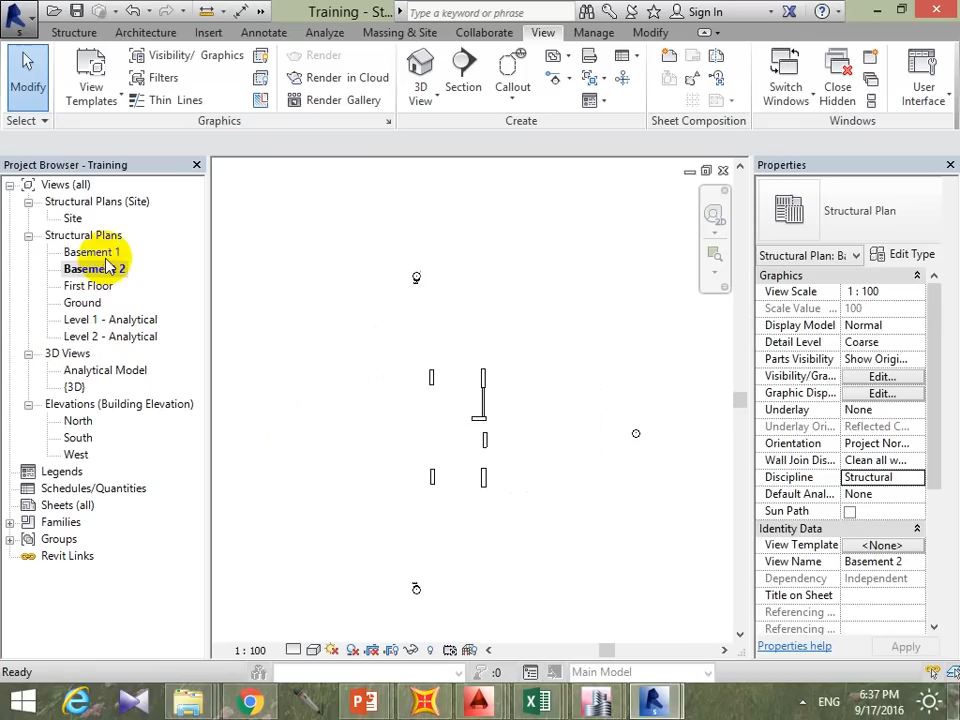 Training - St...
Type a keyword or phrase
Sign In
Structure Architecture Insert Annotate Analyze Massing & Site Collaborate View Manage Modify
Modify
View
Templates
Visibility/ Graphics
Filters
Thin Lines
Render
Render in Cloud
Render Gallery
3D
View
Section
Callout
Switch
Windows
Close
Hidden
User
Interface
Select
Graphics
Create
Sheet Composition
Windows
Project Browser - Training
Views (all)
Structural Plans (Site)
Site
Structural Plans
Basement 1
Basement 2
First Floor
Ground
Level 1 - Analytical
Level 2 - Analytical
3D Views
Analytical Model
{3D}
Elevations (Building Elevation)
North
South
West
Legends
Schedules/Quantities
Sheets (all)
Families
Groups
Revit Links
Properties
Structural Plan
Structural Plan: Ba
Edit Type
Graphics
View Scale 1 : 100
Scale Value ... 100
Display Model Normal
Detail Level Coarse
Parts Visibility Show Origi...
Visibility/Gra... Edit...
Graphic Disp... Edit...
Underlay None
Underlay Ori... Reflected C...
Orientation Project Nor...
Wall Join Dis... Clean all w...
Discipline Structural
Default Anal... None
Sun Path
Identity Data
View Template <None>
View Name Basement 2
Dependency Independent
Title on Sheet
Referencing ...
Referencing ...
Properties help
Apply
1 : 100
Ready
:0
Main Model
ENG
6:37 PM
9/17/2016